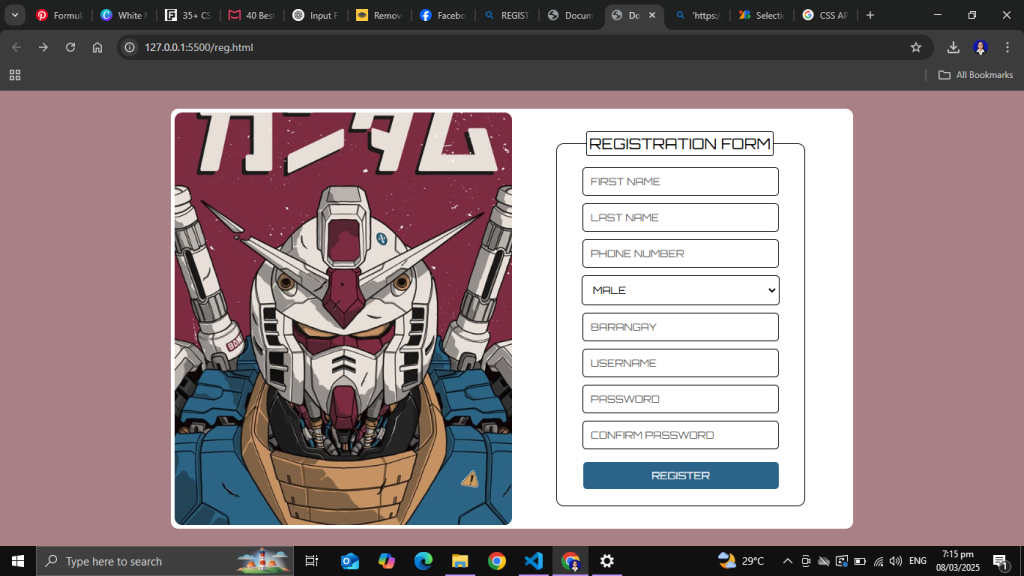 Formul
White M
35+ CS
40 Best
Input F
Remov
Facebo
REGIST
Docum
Do
'https:/
Selecti
CSS AP
127.0.0.1:5500/reg.html
All Bookmarks
ガンダム
REGISTRATION FORM
FIRST NAME
LAST NAME
PHONE NUMBER
MALE
BARANGAY
USERNAME
PASSWORD
CONFIRM PASSWORD
REGISTER
Type here to search
29°C
ENG
7:15 pm
08/03/2025